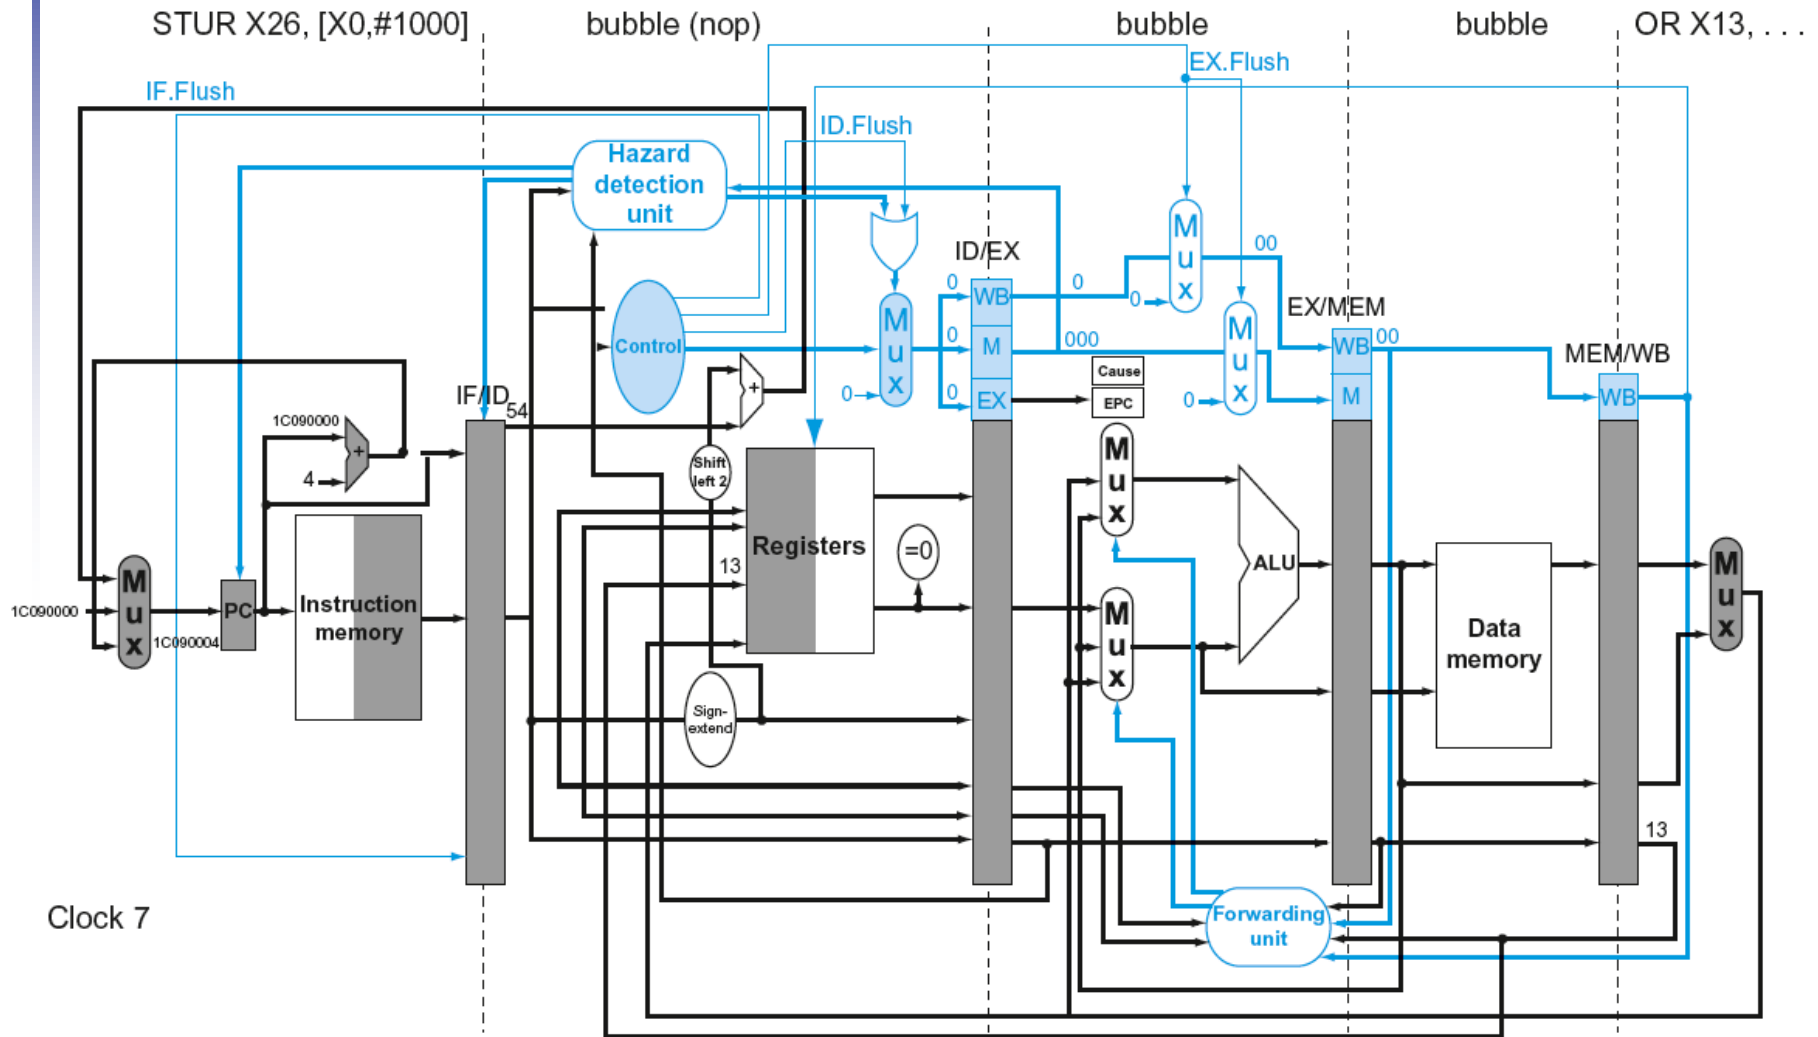 STUR X26, [X0,#1000]
bubble (nop)
bubble
bubble
OR X13, . . .
IF.Flush
EX.Flush
ID.Flush
Hazard
detection
unit
M
u
x
0
00
ID/EX
0
WB
0
EX/MEM
M
u
x
0
M
u
x
0
Control
0
M
000
WB
00
MEM/WB
0
EX
Cause
EPC
M
WB
IF/ID
54
+
1C090000
+
4
Shift
left 2
M
u
x
Registers
=0
ALU
13
M
u
x
1C090000
1C090004
PC
Instruction
memory
M
u
x
Data
memory
M
u
x
Sign-
extend
13
Forwarding
unit
Clock 7